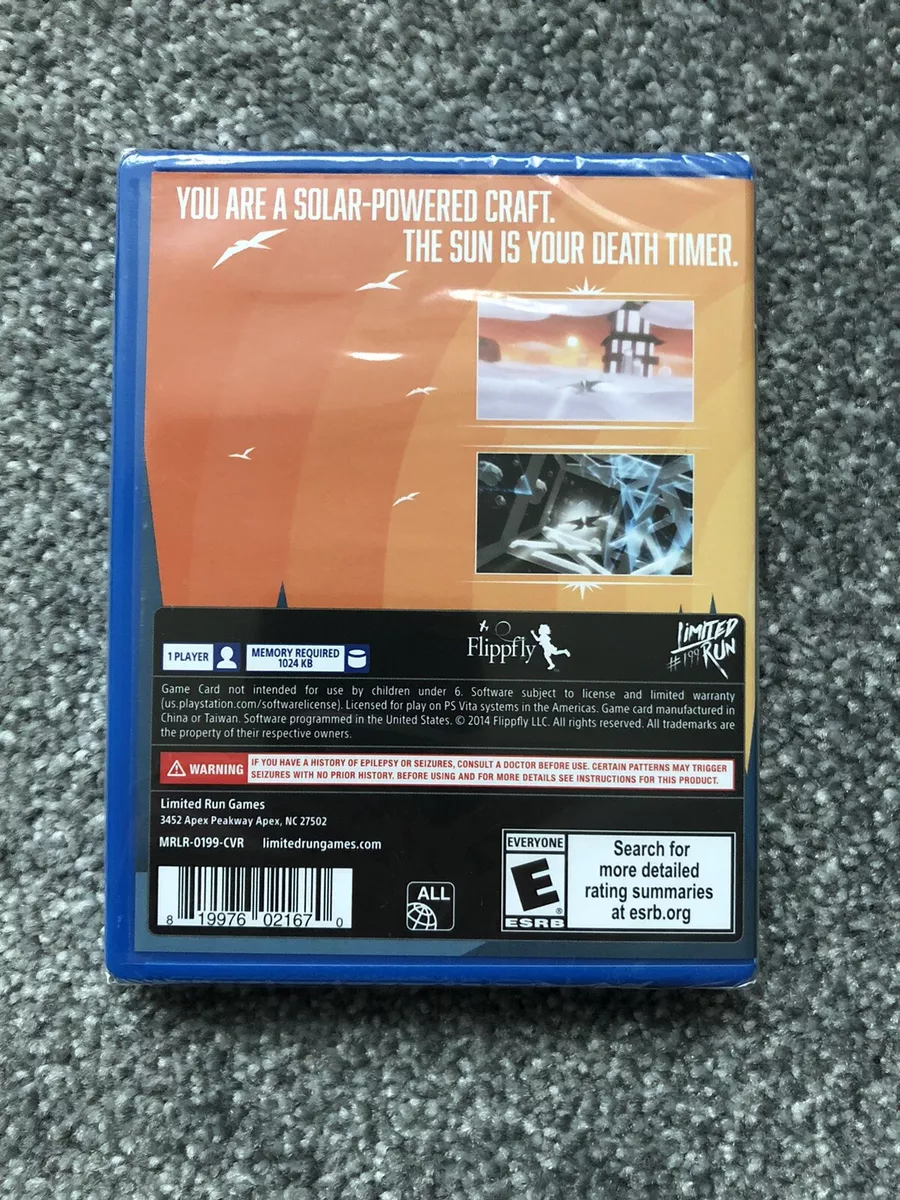 YOU ARE A SOLAR-POWERED CRAFT.
THE SUN IS YOUR DEATH TIMER.
1 PLAYER
MEMORY REQUIRED
1024 KB
Flippfly
LIMITED
#199 RUN
Game Card not intended for use by children under 6. Software subject to license and limited warranty
(us.playstation.com/softwarelicense). Licensed for play on PS Vita systems in the Americas. Game card manufactured in
China or Taiwan. Software programmed in the United States. © 2014 Flippfly LLC. All rights reserved. All trademarks are
the property of their respective owners.
WARNING
IF YOU HAVE A HISTORY OF EPILEPSY OR SEIZURES, CONSULT A DOCTOR BEFORE USE. CERTAIN PATTERNS MAY TRIGGER
SEIZURES WITH NO PRIOR HISTORY. BEFORE USING AND FOR MORE DETAILS SEE INSTRUCTIONS FOR THIS PRODUCT.
Limited Run Games
3452 Apex Peakway Apex, NC 27502
MRLR-0199-CVR limitedrungames.com
8 19976 02167 0
ALL
EVERYONE
E
®
ESRB
Search for
more detailed
rating summaries
at esrb.org